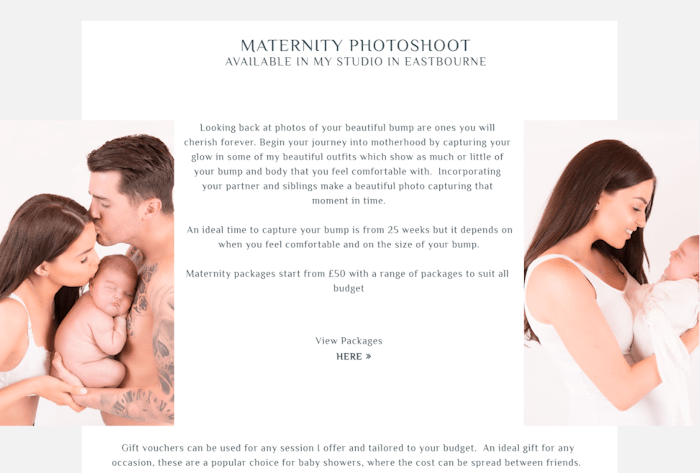 MATERNITY PHOTOSHOOT
AVAILABLE IN MY STUDIO IN EASTBOURNE
Looking back at photos of your beautiful bump are ones you will
cherish forever. Begin your journey into motherhood by capturing your
glow in some of my beautiful outfits which show as much or little of
your bump and body that you feel comfortable with. Incorporating
your partner and siblings make a beautiful photo capturing that
moment in time.
An ideal time to capture your bump is from 25 weeks but it depends on
when you feel comfortable and on the size of your bump.
Maternity packages start from £50 with a range of packages to suit all
budget
View Packages
HERE »
Gift vouchers can be used for any session I offer and tailored to your budget. An ideal gift for any
occasion, these are a popular choice for baby showers, where the cost can be spread between friends.